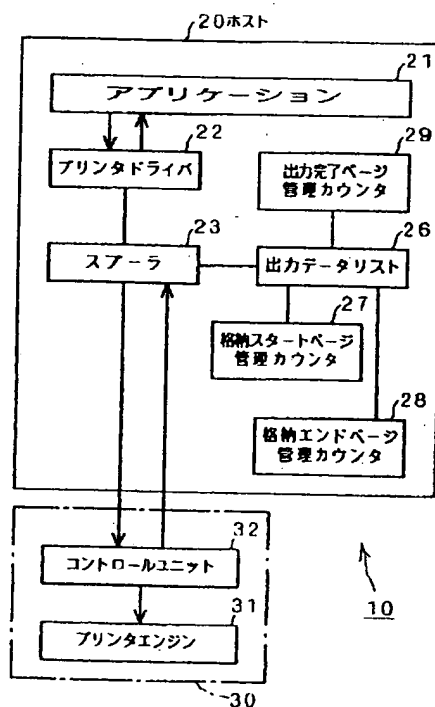 20ホスト
21
アプリケーション
22
プリンタドライバ
29
出力完了ページ
管理カウンタ
23
スプーラ
26
出力データリスト
27
格納スタートページ
管理カウンタ
28
格納エンドページ
管理カウンタ
32
コントロールユニット
31
プリンタエンジン
10
30